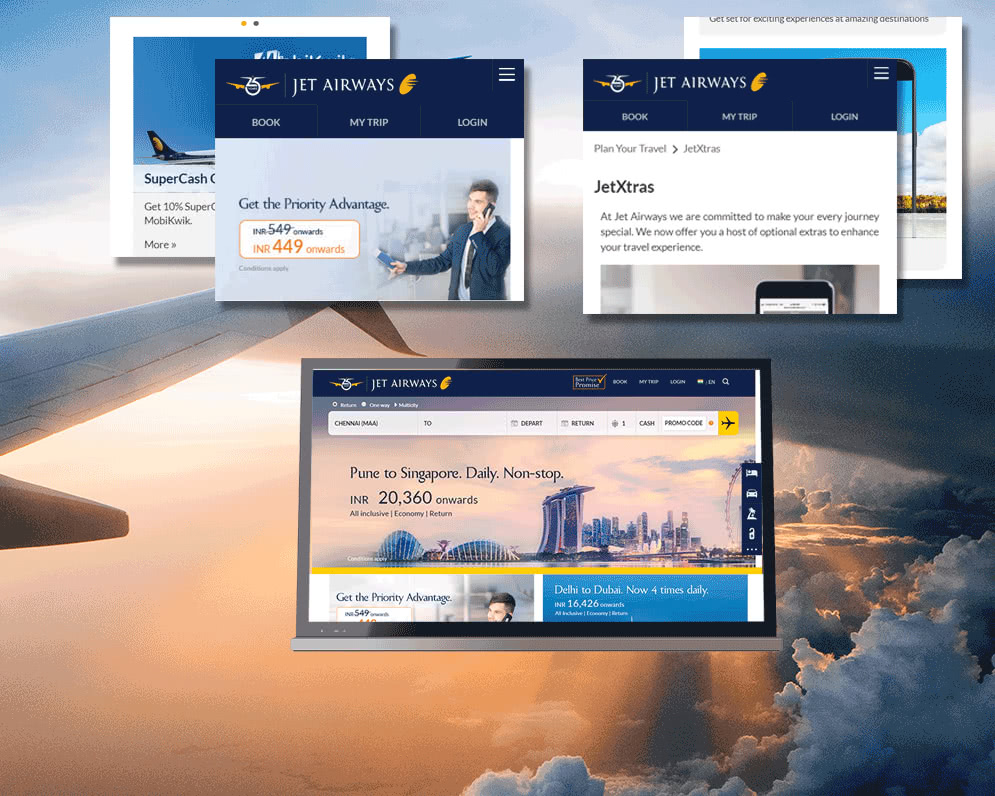 Get set for exciting experiences at amazing destinations
SuperCash
Get 10% Super
MobiKwik.
More »
25
JET AIRWAYS
BOOK
MY TRIP
LOGIN
Get the Priority Advantage.
INR 549 onwards
INR 449 onwards
Conditions apply
25
JET AIRWAYS
BOOK
MY TRIP
LOGIN
Plan Your Travel > JetXtras
JetXtras
At Jet Airways we are committed to make your every journey
special. We now offer you a host of optional extras to enhance
your travel experience.
25
JET AIRWAYS
Best Price
Promise
BOOK
MY TRIP
LOGIN
EN
Return One way Multicity
CHENNAI (MAA)
TO
DEPART
RETURN
1
CASH
PROMO CODE
Pune to Singapore. Daily. Non-stop.
INR 20,360 onwards
All inclusive | Economy | Return
Conditions apply
Get the Priority Advantage.
INR 549 onwards
Delhi to Dubai. Now 4 times daily.
INR 16,426 onwards
All Inclusive | Economy | Return